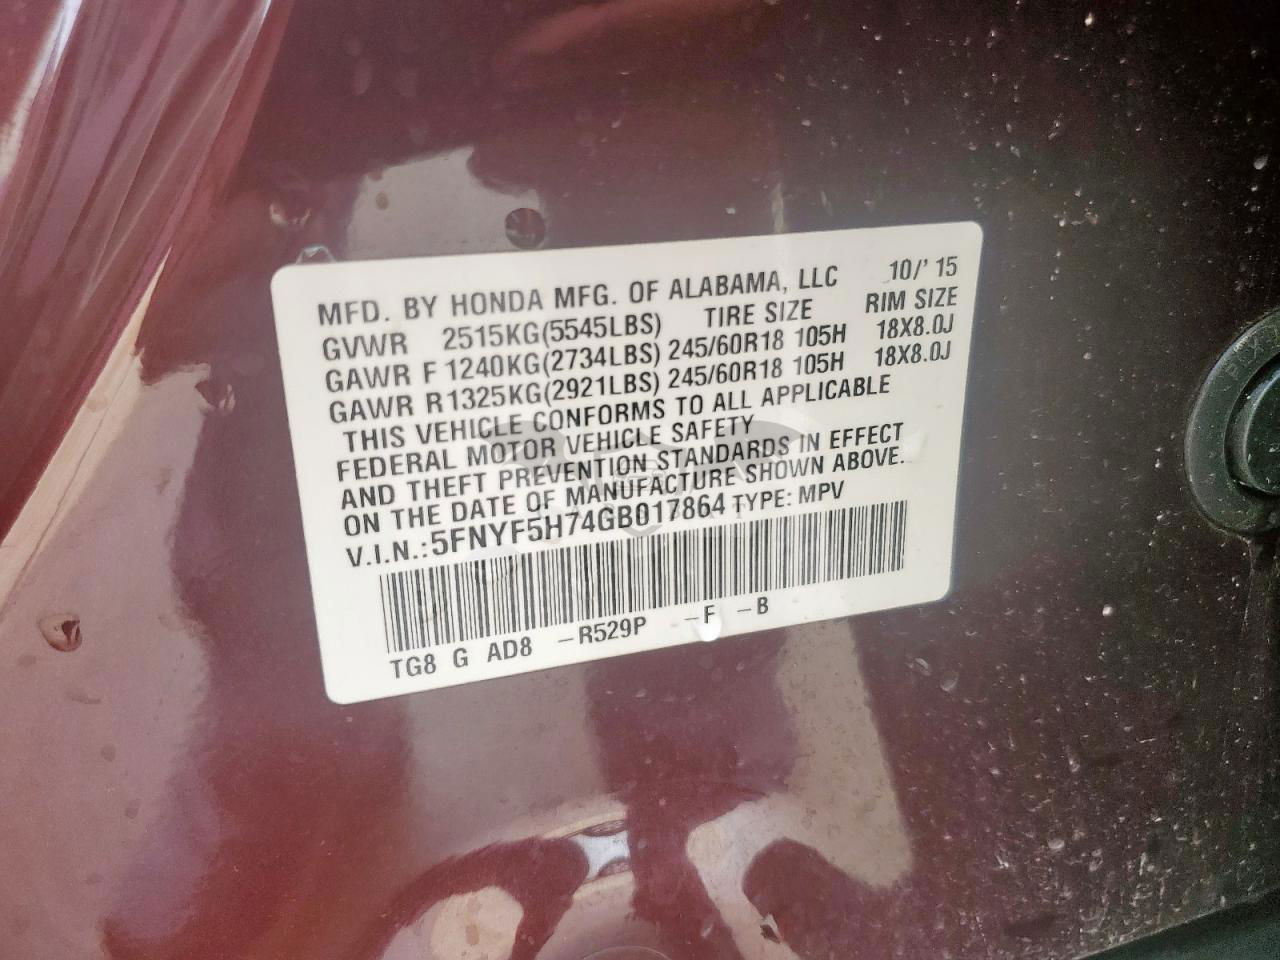 MFD. BY HONDA MFG. OF ALABAMA, LLC 10/' 15
GVWR 2515KG(5545LBS) TIRE SIZE RIM SIZE
GAWR F 1240KG(2734LBS) 245/60R18 105H 18X8.0J
GAWR R 1325KG(2921LBS) 245/60R18 105H 18X8.0J
THIS VEHICLE CONFORMS TO ALL APPLICABLE
FEDERAL MOTOR VEHICLE SAFETY
AND THEFT PREVENTION STANDARDS IN EFFECT
ON THE DATE OF MANUFACTURE SHOWN ABOVE.
V.I.N.:5FNYF5H74GB017864 TYPE: MPV
TG8 G AD8 -R529P -F -B